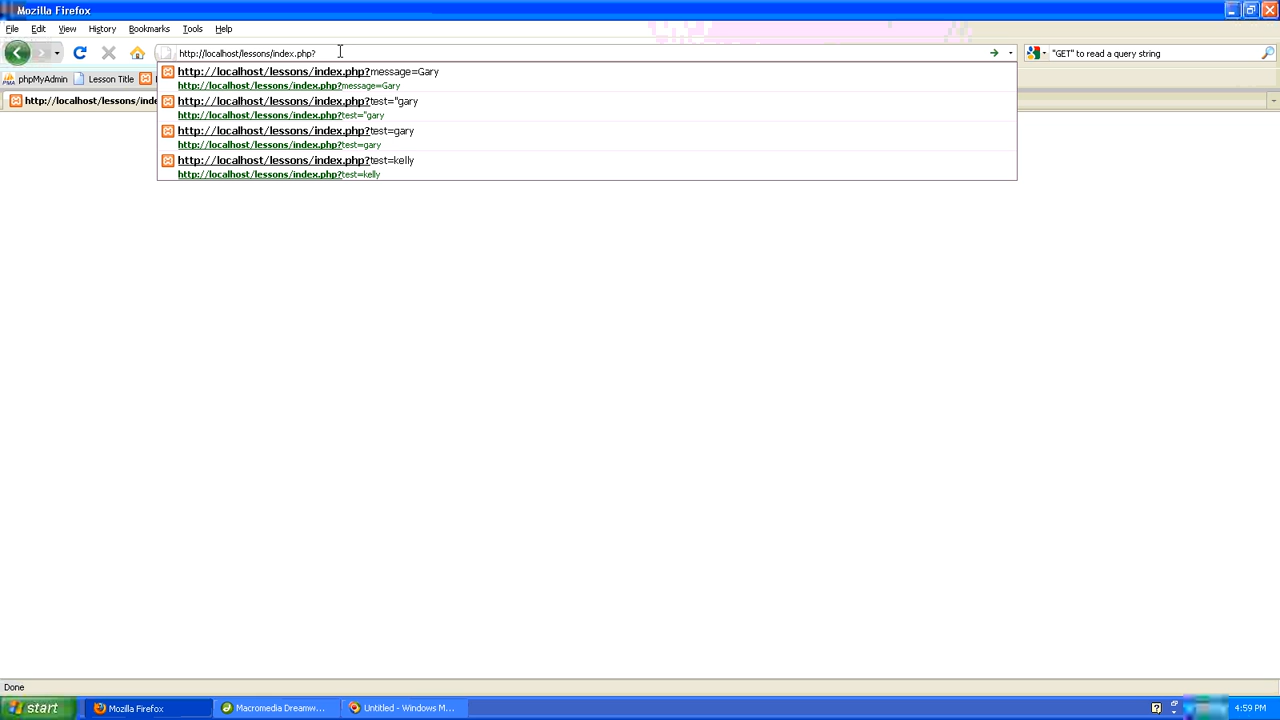 Mozilla Firefox
File Edit View History Bookmarks Tools Help
http://localhost/lessons/index.php?
"GET" to read a query string
phpMyAdmin Lesson Title
http://localhost/lessons/index.php?message=Gary
http://localhost/lessons/index.php?message=Gary
http://localhost/lessons/inde
http://localhost/lessons/index.php?test="gary
http://localhost/lessons/index.php?test="gary
http://localhost/lessons/index.php?test=gary
http://localhost/lessons/index.php?test=gary
http://localhost/lessons/index.php?test=kelly
http://localhost/lessons/index.php?test=kelly
Done
start Mozilla Firefox Macromedia Dreamw... Untitled - Windows M... 4:59 PM